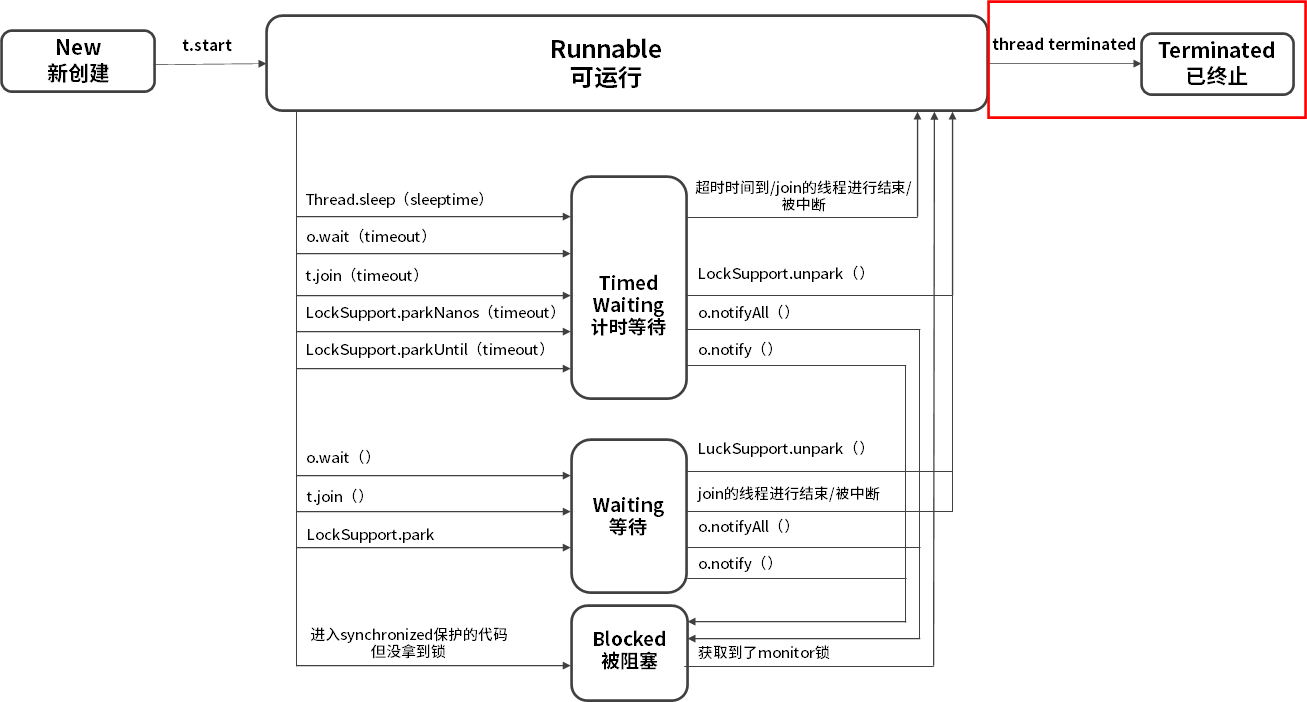 New
新创建
t.start
Runnable
可运行
thread terminated
Terminated
已终止
Thread.sleep（sleeptime）
o.wait（timeout）
t.join（timeout）
LockSupport.parkNanos（timeout）
LockSupport.parkUntil（timeout）
Timed
Waiting
计时等待
超时时间到/join的线程进行结束/
被中断
LockSupport.unpark（）
o.notifyAll（）
o.notify（）
o.wait（）
t.join（）
LockSupport.park
Waiting
等待
LuckSupport.unpark（）
join的线程进行结束/被中断
o.notifyAll（）
o.notify（）
进入synchronized保护的代码
但没拿到锁
Blocked
被阻塞
获取到了monitor锁